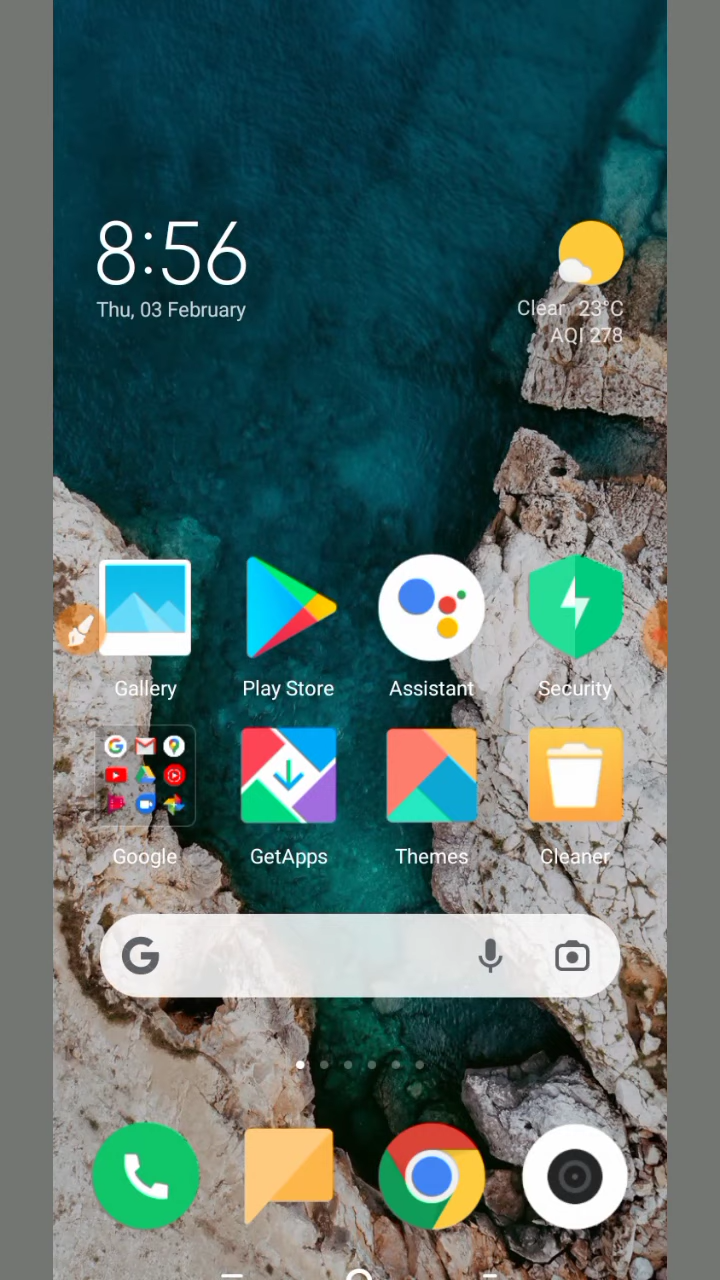 8:56
Thu, 03 February
Clear 23°C
AQI 278
Gallery
Play Store
Assistant
Security
Google
GetApps
Themes
Cleaner